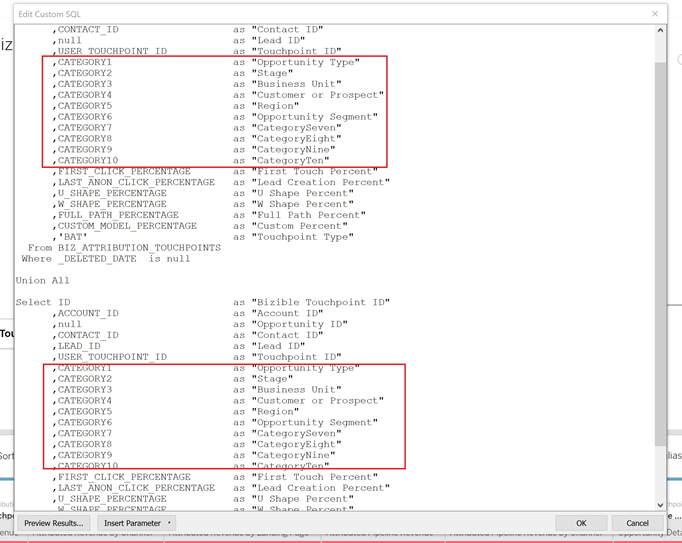 Edit Custom SQL
,CONTACT_ID as "Contact ID"
,null as "Lead ID"
,USER_TOUCHPOINT_ID as "Touchpoint ID"
,CATEGORY1 as "Opportunity Type"
,CATEGORY2 as "Stage"
,CATEGORY3 as "Business Unit"
,CATEGORY4 as "Customer or Prospect"
,CATEGORY5 as "Region"
,CATEGORY6 as "Opportunity Segment"
,CATEGORY7 as "CategorySeven"
,CATEGORY8 as "CategoryEight"
,CATEGORY9 as "CategoryNine"
,CATEGORY10 as "CategoryTen"
,FIRST_CLICK_PERCENTAGE as "First Touch Percent"
,LAST_ANON_CLICK_PERCENTAGE as "Lead Creation Percent"
,U_SHAPE_PERCENTAGE as "U Shape Percent"
,W_SHAPE_PERCENTAGE as "W Shape Percent"
,FULL_PATH_PERCENTAGE as "Full Path Percent"
,CUSTOM_MODEL_PERCENTAGE as "Custom Percent"
,'BAT' as "Touchpoint Type"
From BIZ_ATTRIBUTION_TOUCHPOINTS
Where _DELETED_DATE is null
Union All
Select ID as "Bizible Touchpoint ID"
,ACCOUNT_ID as "Account ID"
,null as "Opportunity ID"
,CONTACT_ID as "Contact ID"
,LEAD_ID as "Lead ID"
,USER_TOUCHPOINT_ID as "Touchpoint ID"
,CATEGORY1 as "Opportunity Type"
,CATEGORY2 as "Stage"
,CATEGORY3 as "Business Unit"
,CATEGORY4 as "Customer or Prospect"
,CATEGORY5 as "Region"
,CATEGORY6 as "Opportunity Segment"
,CATEGORY7 as "CategorySeven"
,CATEGORY8 as "CategoryEight"
,CATEGORY9 as "CategoryNine"
,CATEGORY10 as "CategoryTen"
,FIRST_CLICK_PERCENTAGE as "First Touch Percent"
,LAST_ANON_CLICK_PERCENTAGE as "Lead Creation Percent"
,U_SHAPE_PERCENTAGE as "U Shape Percent"
,W_SHAPE_PERCENTAGE as "W Shape Percent"
Preview Results... Insert Parameter OK Cancel